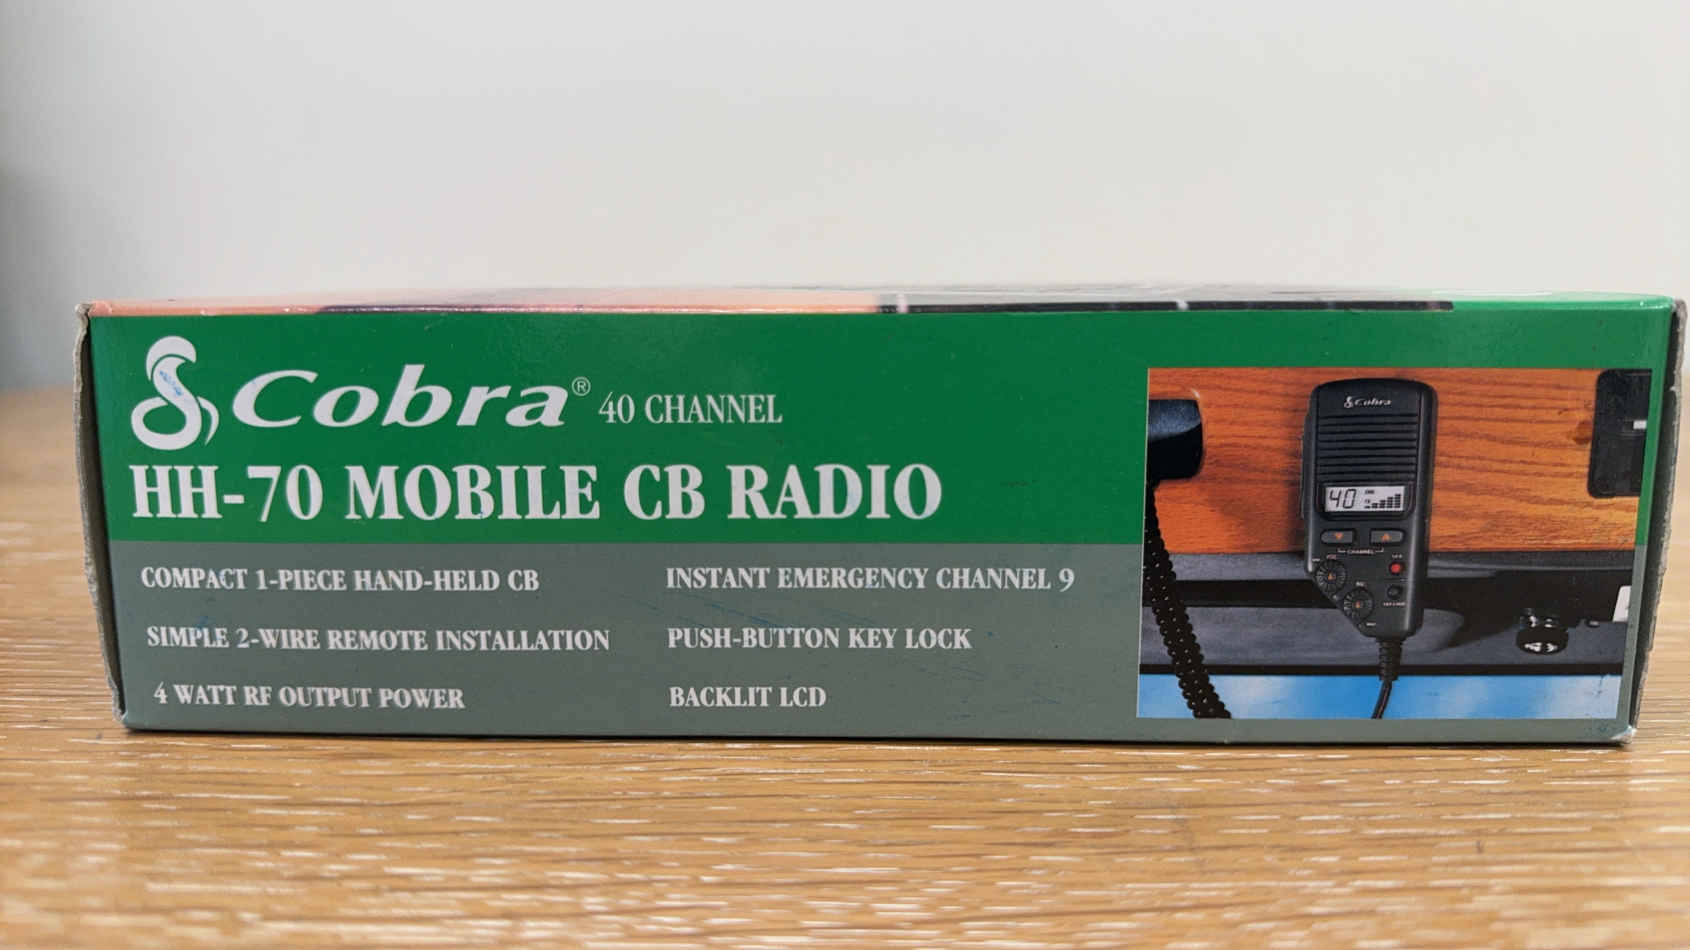 Cobra® 40 CHANNEL
HH-70 MOBILE CB RADIO
COMPACT 1-PIECE HAND-HELD CB
SIMPLE 2-WIRE REMOTE INSTALLATION
4 WATT RF OUTPUT POWER
INSTANT EMERGENCY CHANNEL 9
PUSH-BUTTON KEY LOCK
BACKLIT LCD
Cobra
40
CHANNEL